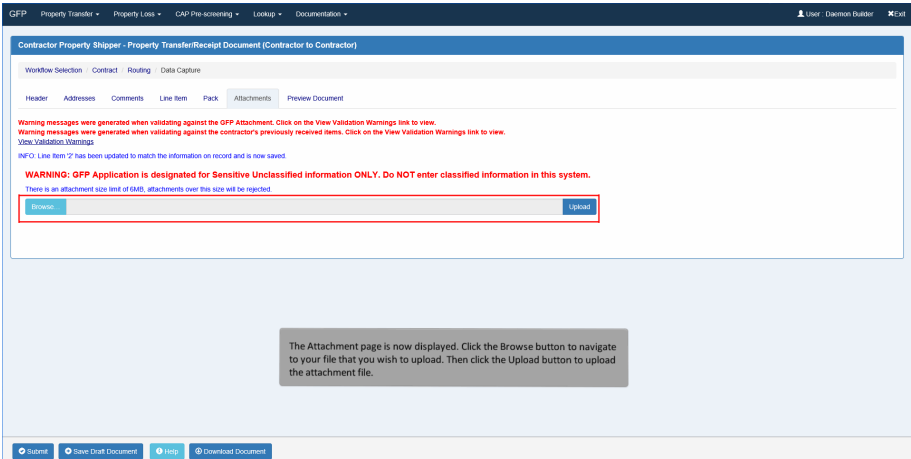 GFP Property Transfer Property Loss CAP Pre-screening Lookup Documentation User : Daemon Builder Exit
Contractor Property Shipper - Property Transfer/Receipt Document (Contractor to Contractor)
Workflow Selection / Contract / Routing / Data Capture
Header Addresses Comments Line Item Pack Attachments Preview Document
Warning messages were generated when validating against the GFP Attachment. Click on the View Validation Warnings link to view.
Warning messages were generated when validating against the contractor's previously received items. Click on the View Validation Warnings link to view.
View Validation Warnings
INFO: Line Item '2' has been updated to match the information on record and is now saved.
WARNING: GFP Application is designated for Sensitive Unclassified information ONLY. Do NOT enter classified information in this system.
There is an attachment size limit of 6MB, attachments over this size will be rejected.
Browse... Upload
The Attachment page is now displayed. Click the Browse button to navigate
to your file that you wish to upload. Then click the Upload button to upload
the attachment file.
Submit Save Draft Document Help Download Document